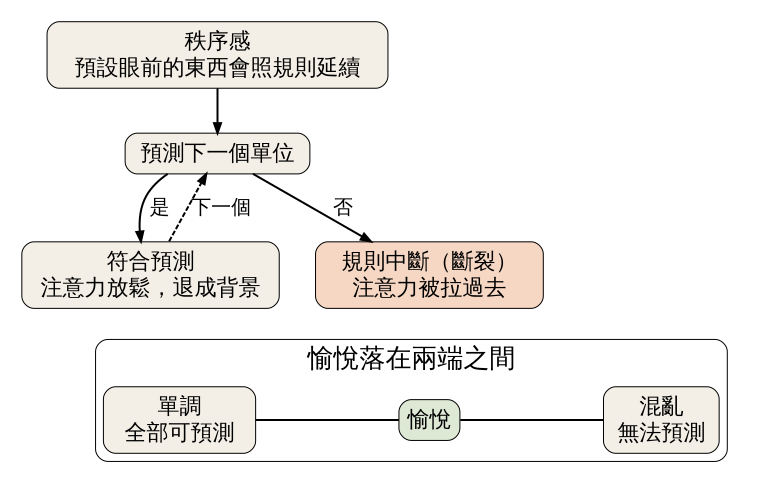 秩序感
預設眼前的東西會照規則延續
預測下一個單位
是
下一個
否
符合預測
注意力放鬆，退成背景
規則中斷（斷裂）
注意力被拉過去
愉悅落在兩端之間
單調
全部可預測
愉悅
混亂
無法預測